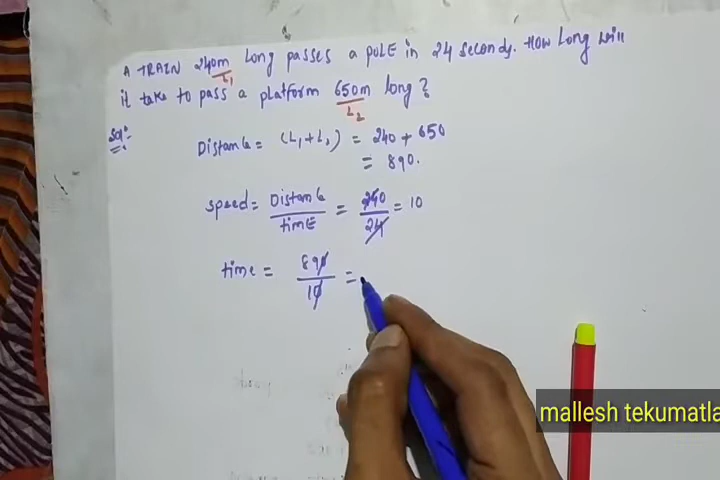 A TRAIN 240m long passes a POLE in 24 seconds. How long will
L₁
it take to pass a platform 650m long?
L₂
Solⁿ:-
Distance = (L₁+L₂) = 240 + 650
= 890.
speed = Distance / timE = 240 / 24 = 10
time = 890 / 10 =
mallesh tekumatla